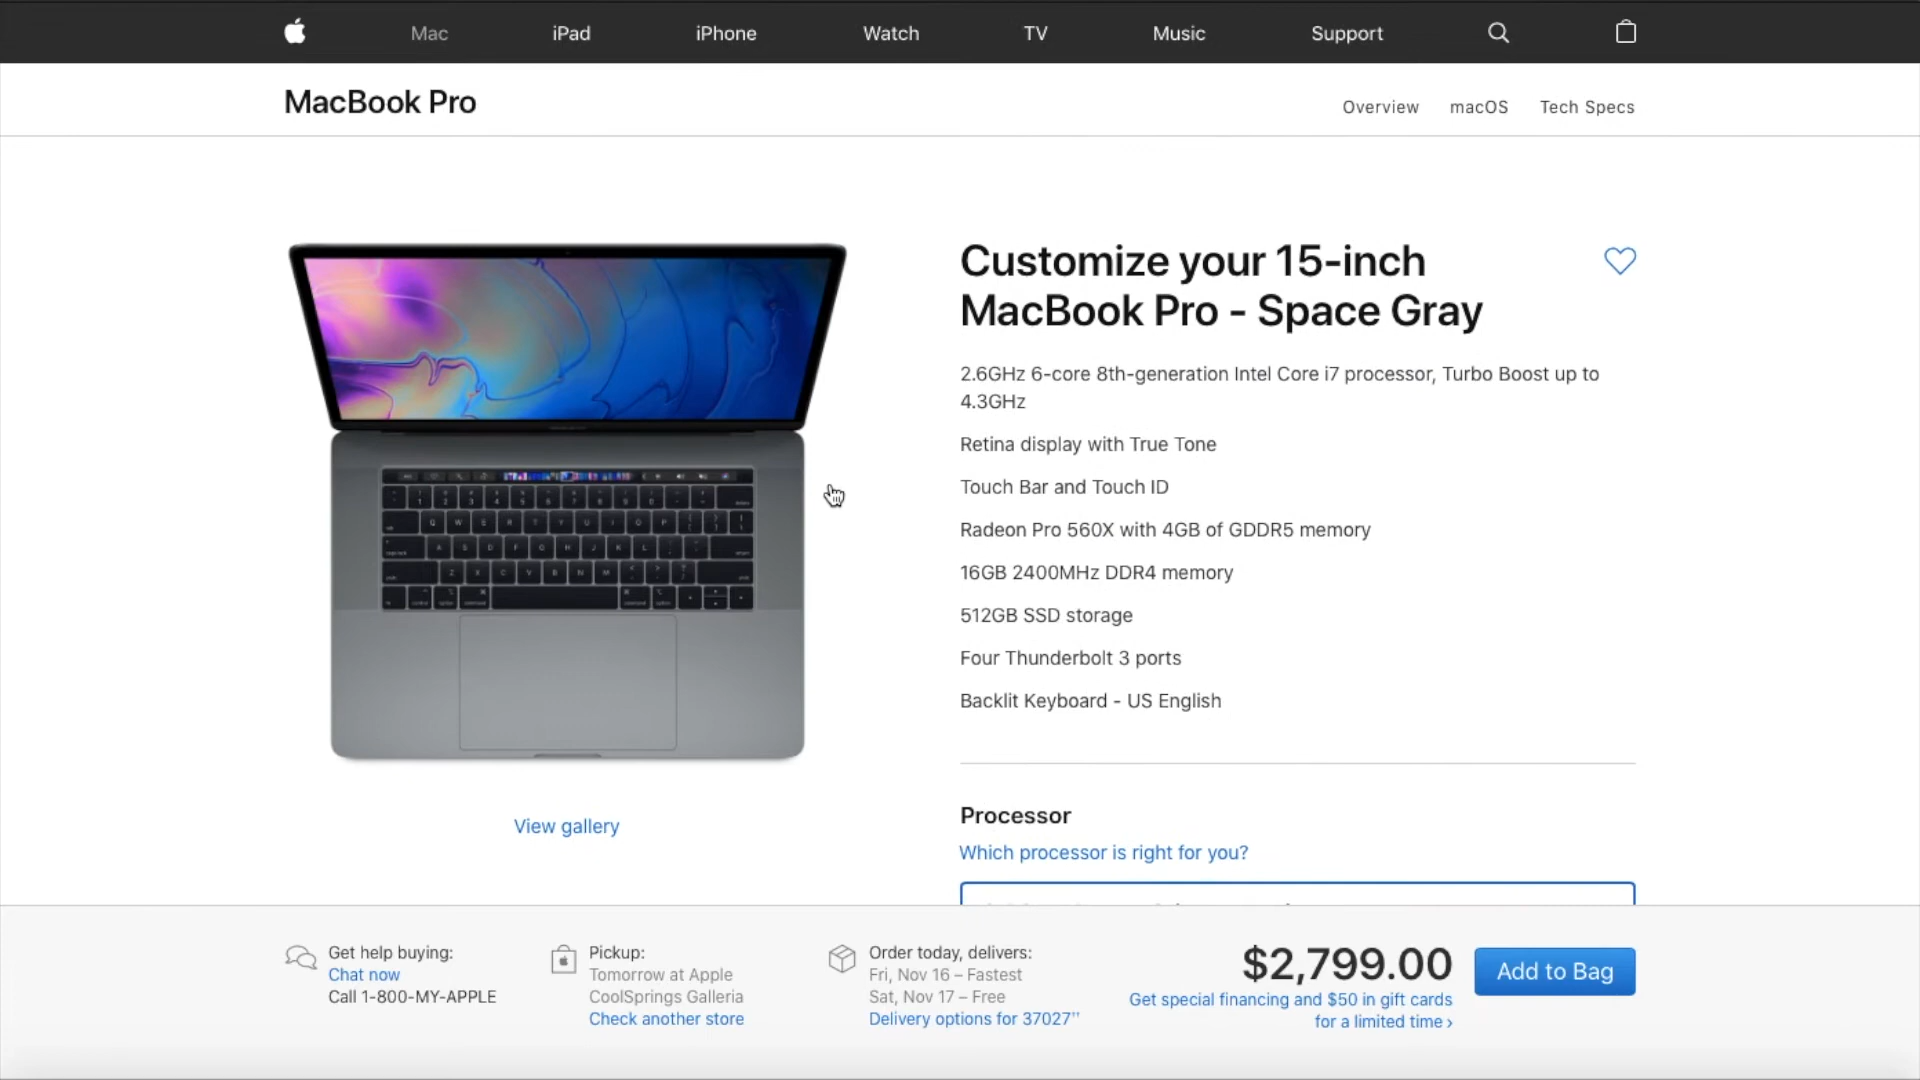 Mac
iPad
iPhone
Watch
TV
Music
Support
MacBook Pro
Overview
macOS
Tech Specs
Customize your 15-inch
MacBook Pro - Space Gray
2.6GHz 6-core 8th-generation Intel Core i7 processor, Turbo Boost up to
4.3GHz
Retina display with True Tone
Touch Bar and Touch ID
Radeon Pro 560X with 4GB of GDDR5 memory
16GB 2400MHz DDR4 memory
512GB SSD storage
Four Thunderbolt 3 ports
Backlit Keyboard - US English
View gallery
Processor
Which processor is right for you?
Get help buying:
Chat now
Call 1-800-MY-APPLE
Pickup:
Tomorrow at Apple
CoolSprings Galleria
Check another store
Order today, delivers:
Fri, Nov 16 – Fastest
Sat, Nov 17 – Free
Delivery options for 37027††
$2,799.00
Get special financing and $50 in gift cards
for a limited time ›
Add to Bag